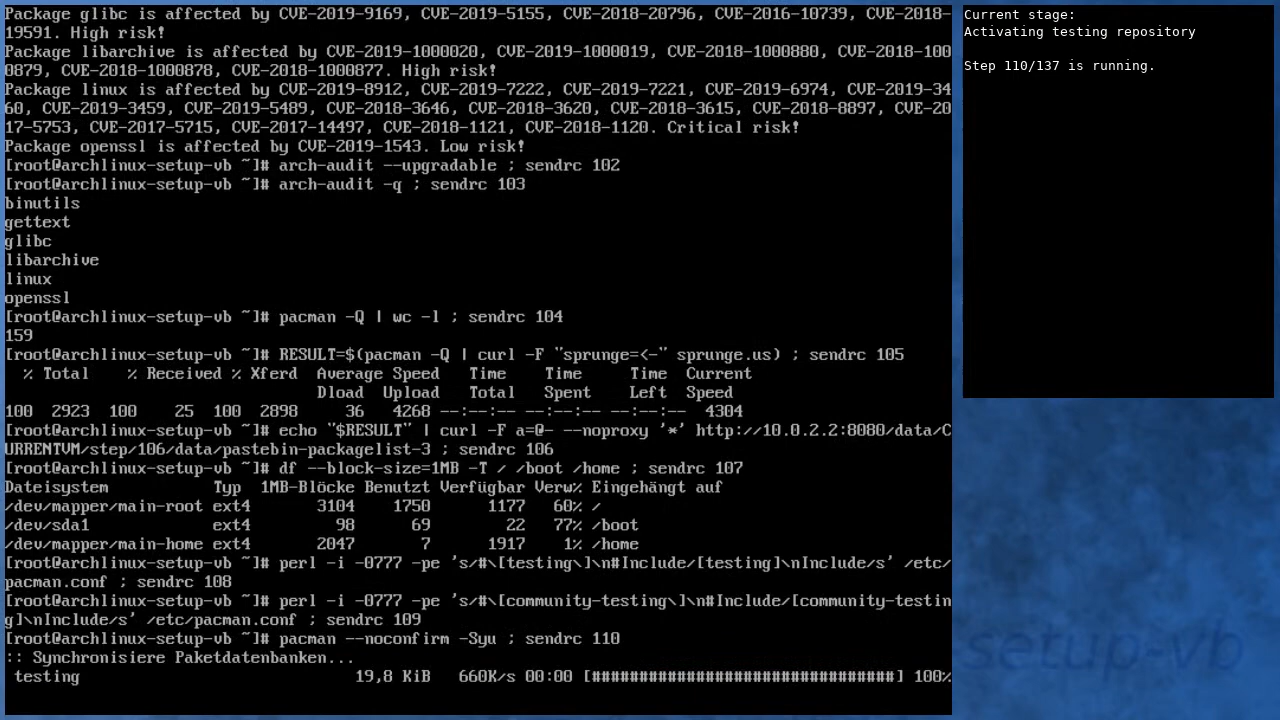 Package glibc is affected by CVE-2019-9169, CVE-2019-5155, CVE-2018-20796, CVE-2016-10739, CVE-2018-
19591. High risk!
Package libarchive is affected by CVE-2019-1000020, CVE-2019-1000019, CVE-2018-1000880, CVE-2018-100
0879, CVE-2018-1000878, CVE-2018-1000877. High risk!
Package linux is affected by CVE-2019-8912, CVE-2019-7222, CVE-2019-7221, CVE-2019-6974, CVE-2019-34
60, CVE-2019-3459, CVE-2019-5489, CVE-2018-3646, CVE-2018-3620, CVE-2018-3615, CVE-2018-8897, CVE-20
17-5753, CVE-2017-5715, CVE-2017-14497, CVE-2018-1121, CVE-2018-1120. Critical risk!
Package openssl is affected by CVE-2019-1543. Low risk!
[root@archlinux-setup-vb ~]# arch-audit --upgradable ; sendrc 102
[root@archlinux-setup-vb ~]# arch-audit -q ; sendrc 103
binutils
gettext
glibc
libarchive
linux
openssl
[root@archlinux-setup-vb ~]# pacman -Q | wc -l ; sendrc 104
159
[root@archlinux-setup-vb ~]# RESULT=$(pacman -Q | curl -F "sprunge=<-" sprunge.us) ; sendrc 105
  % Total    % Received % Xferd  Average Speed   Time    Time     Time  Current
                                 Dload  Upload   Total   Spent    Left  Speed
100  2923  100    25  100  2898     36   4268 --:--:-- --:--:-- --:--:--  4304
[root@archlinux-setup-vb ~]# echo "$RESULT" | curl -F a=@- --noproxy '*' http://10.0.2.2:8080/data/C
URRENTVM/step/106/data/pastebin-packagelist-3 ; sendrc 106
[root@archlinux-setup-vb ~]# df --block-size=1MB -T / /boot /home ; sendrc 107
Dateisystem           Typ  1MB-Blöcke Benutzt Verfügbar Verw% Eingehängt auf
/dev/mapper/main-root ext4       3104    1750      1177   60% /
/dev/sda1             ext4         98      69        22   77% /boot
/dev/mapper/main-home ext4       2047       7      1917    1% /home
[root@archlinux-setup-vb ~]# perl -i -0777 -pe 's/#\[testing\]\n#Include/[testing]\nInclude/s' /etc/
pacman.conf ; sendrc 108
[root@archlinux-setup-vb ~]# perl -i -0777 -pe 's/#\[community-testing\]\n#Include/[community-testin
g]\nInclude/s' /etc/pacman.conf ; sendrc 109
[root@archlinux-setup-vb ~]# pacman --noconfirm -Syu ; sendrc 110
:: Synchronisiere Paketdatenbanken...
 testing                             19,8 KiB   660K/s 00:00 [################################] 100%
Current stage:
Activating testing repository
Step 110/137 is running.
setup-vb